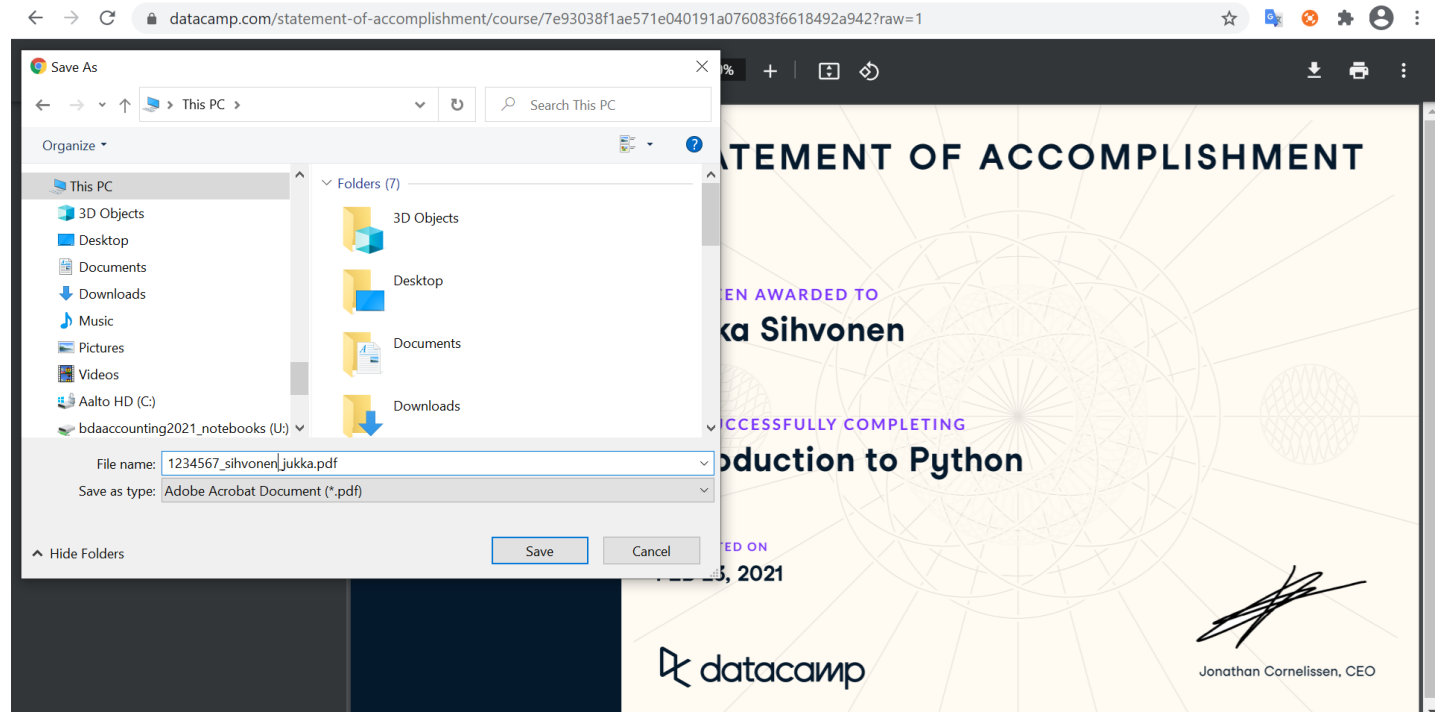 datacamp.com/statement-of-accomplishment/course/7e93038f1ae571e040191a076083f6618492a942?raw=1
Save As
This PC
Search This PC
Organize
?
This PC
3D Objects
Desktop
Documents
Downloads
Music
Pictures
Videos
Aalto HD (C:)
bdaaccounting2021_notebooks (U:)
Folders (7)
3D Objects
Desktop
Documents
Downloads
File name: 1234567_sihvonen_jukka.pdf
Save as type: Adobe Acrobat Document (*.pdf)
Hide Folders
Save
Cancel
%
ATEMENT OF ACCOMPLISHMENT
EEN AWARDED TO
ka Sihvonen
UCCESSFULLY COMPLETING
oduction to Python
TED ON
2021
datacamp
Jonathan Cornelissen, CEO